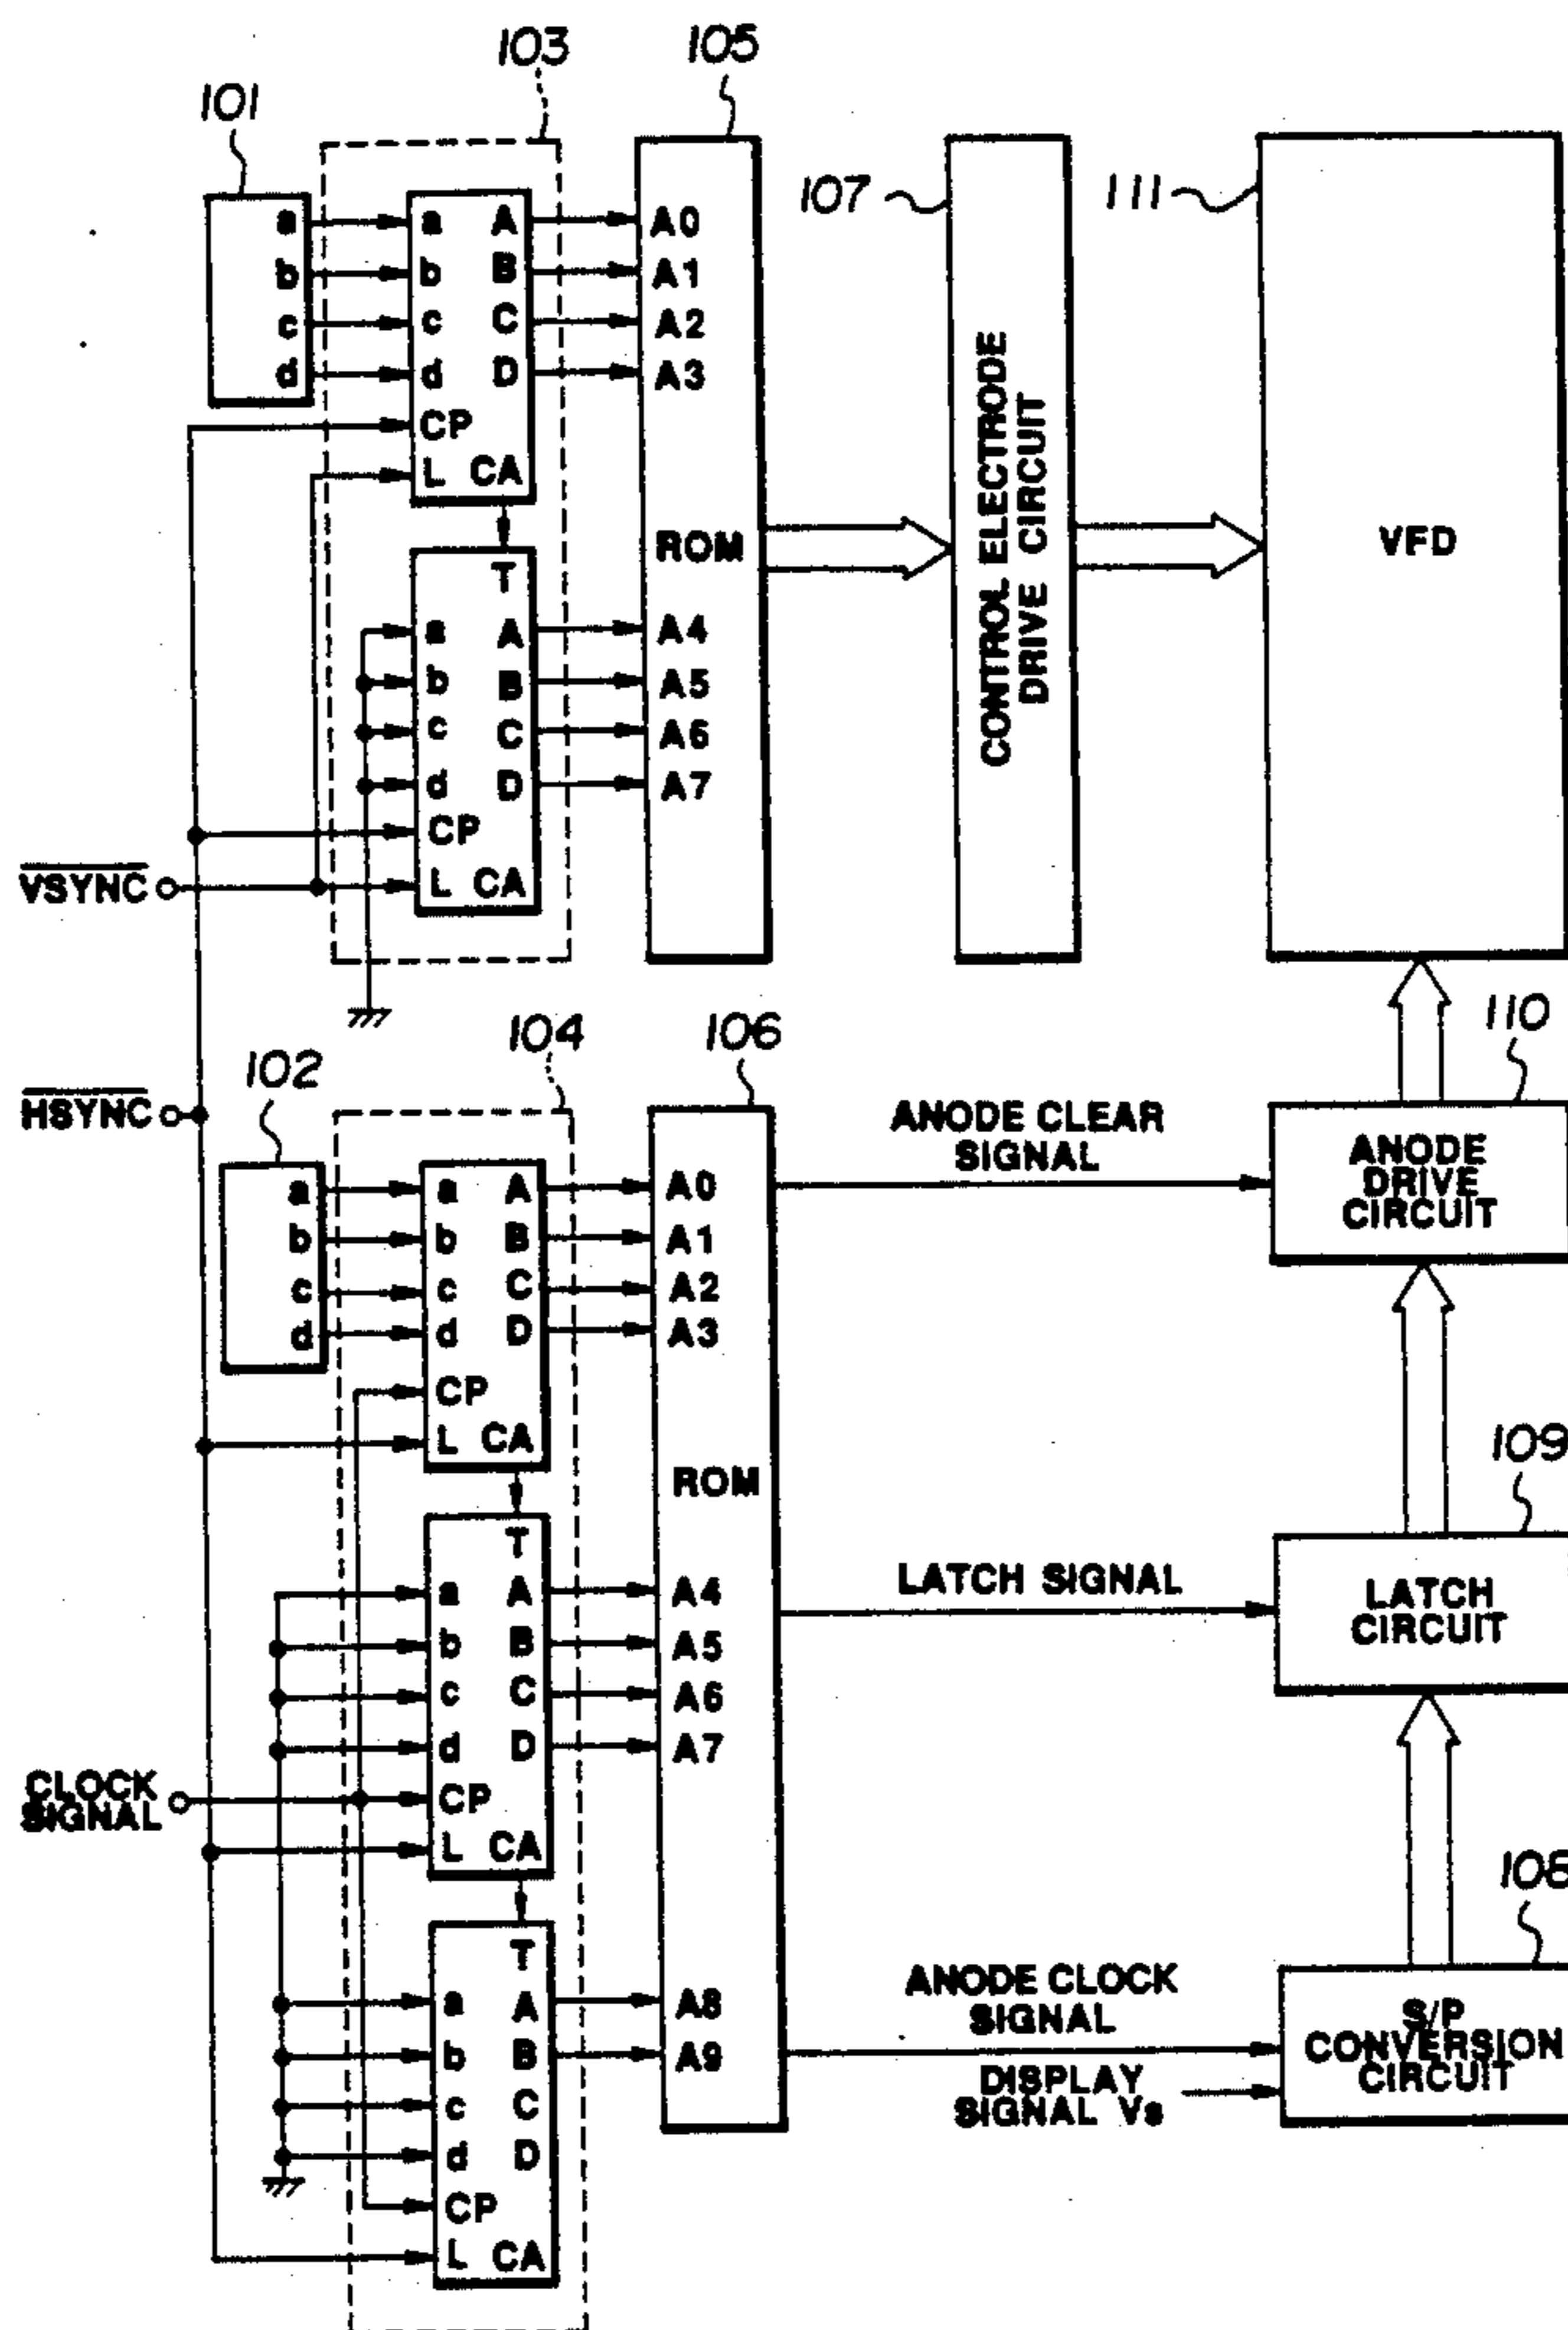 103
105
101
107
111
a a A A0
b b B A1
c c C A2
d d D A3
CP
L CA
ROM
CONTROL ELECTRODE
DRIVE CIRCUIT
VFD
T
a A A4
b B A5
c C A6
d D A7
CP
VSYNC L CA
104
106
110
102
HSYNC
ANODE CLEAR
SIGNAL
ANODE
DRIVE
CIRCUIT
a a A A0
b b B A1
c c C A2
d d D A3
CP
L CA
109
ROM
T
a A A4
LATCH SIGNAL
LATCH
CIRCUIT
b B A5
c C A6
d D A7
CLOCK
SIGNAL
CP
L CA
108
T
a A A8
ANODE CLOCK
SIGNAL
b B A9
S/P
CONVERSION
CIRCUIT
DISPLAY
SIGNAL Vs
c C
d D
CP
L CA